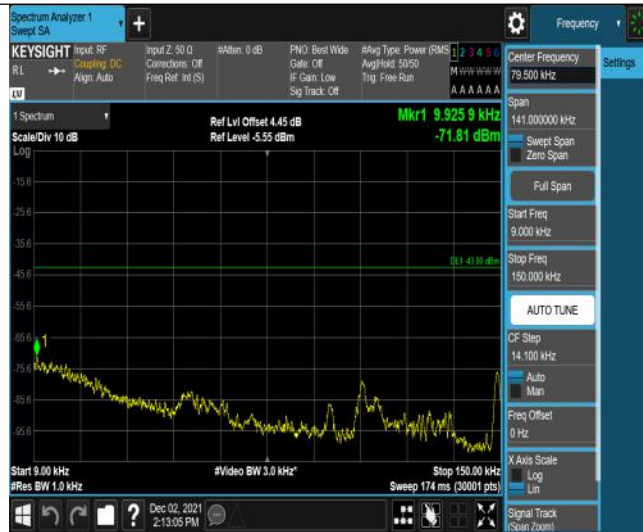 Spectrum Analyzer 1
Swept SA
+
Frequency
KEYSIGHT
RL
LXI
Input: RF
Coupling: DC
Align: Auto
Input Z: 50 Ω
Corrections: Off
Freq Ref: Int (S)
#Atten: 0 dB
PNO: Best Wide
Gate: Off
IF Gain: Low
Sig Track: Off
#Avg Type: Power (RMS
Avg|Hold: 50/50
Trig: Free Run
1 2 3 4 5 6
M W W W W W
A A A A A A
1 Spectrum
Scale/Div 10 dB
Log
Ref Lvl Offset 4.45 dB
Ref Level -5.55 dBm
Mkr1 9.925 9 kHz
-71.81 dBm
-15.6
-25.6
-35.6
DL1 -43.00 dBm
-45.6
-55.6
-65.6
1
-75.6
-85.6
-95.6
Start 9.00 kHz
#Res BW 1.0 kHz
#Video BW 3.0 kHz*
Stop 150.00 kHz
Sweep 174 ms (30001 pts)
Center Frequency
79.500 kHz
Settings
Span
141.000000 kHz
Swept Span
Zero Span
Full Span
Start Freq
9.000 kHz
Stop Freq
150.000 kHz
AUTO TUNE
CF Step
14.100 kHz
Auto
Man
Freq Offset
0 Hz
X Axis Scale
Log
Lin
Signal Track
(Span Zoom)
?
Dec 02, 2021
2:13:05 PM